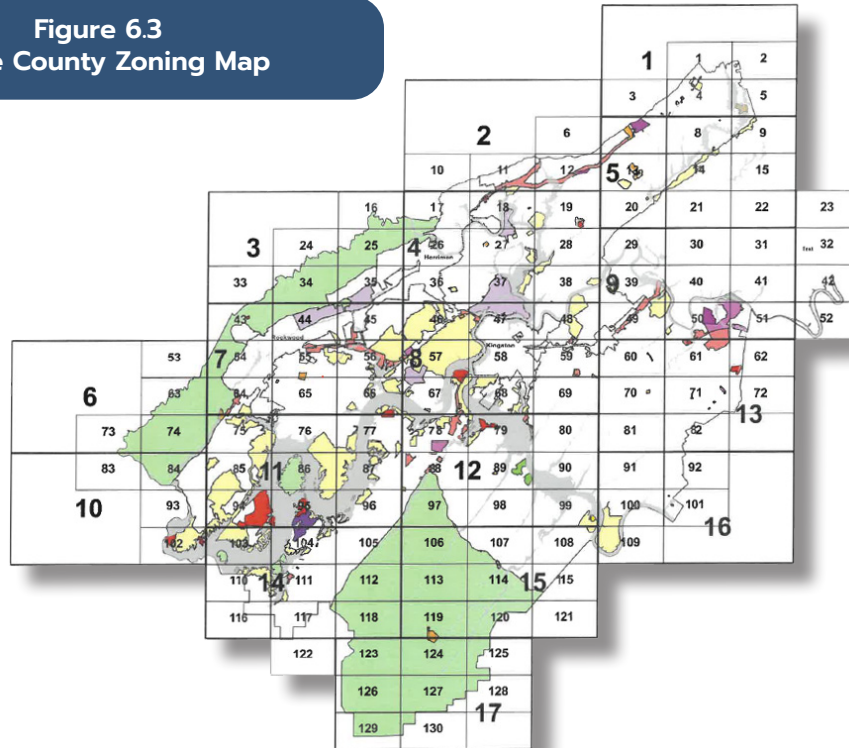 Figure 6.3
e County Zoning Map
1 1 2
3 4 5
2 6 8 9
10 11 12 5 14 15
16 17 18 19 20 21 22 23
3 24 25 4 26 27 28 29 30 31 32
Harriman
33 34 35 36 37 38 9 39 40 41 42
43 44 45 46 47 48 49 50 51 52
Rockwood Kingston
53 7 54 55 56 8 57 58 59 60 61 62
6 63 64 65 66 67 68 69 70 71 72
13
73 74 75 76 77 78 79 80 81 82
83 84 85 11 86 87 88 12 89 90 91 92
10 93 94 95 96 97 98 99 100 101
16
102 103 104 105 106 107 108 109
110 14 111 112 113 114 15 115
116 117 118 119 120 121
122 123 124 125
126 127 128
17
129 130